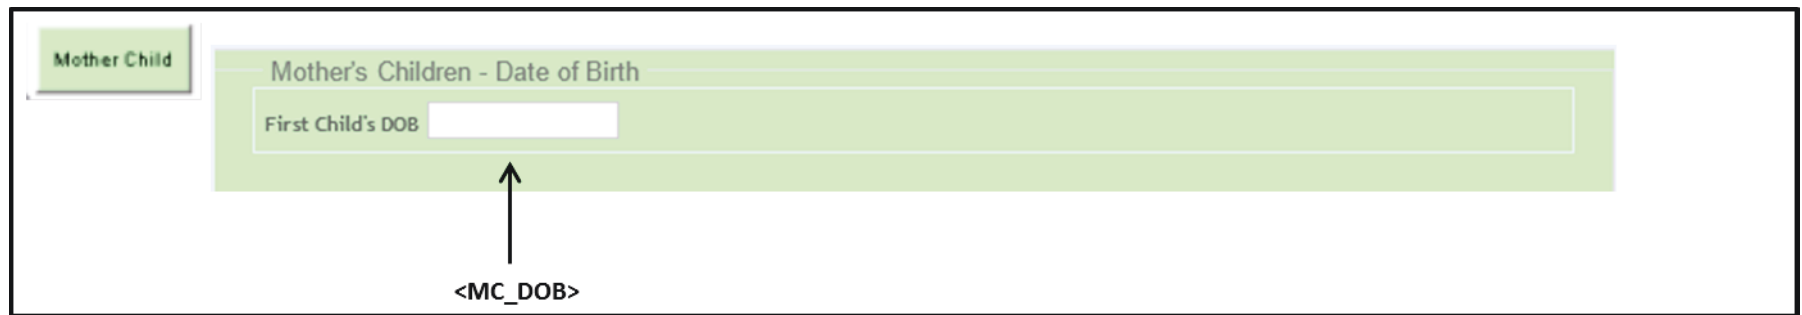 Mother Child
Mother's Children - Date of Birth
First Child's DOB
<MC_DOB>